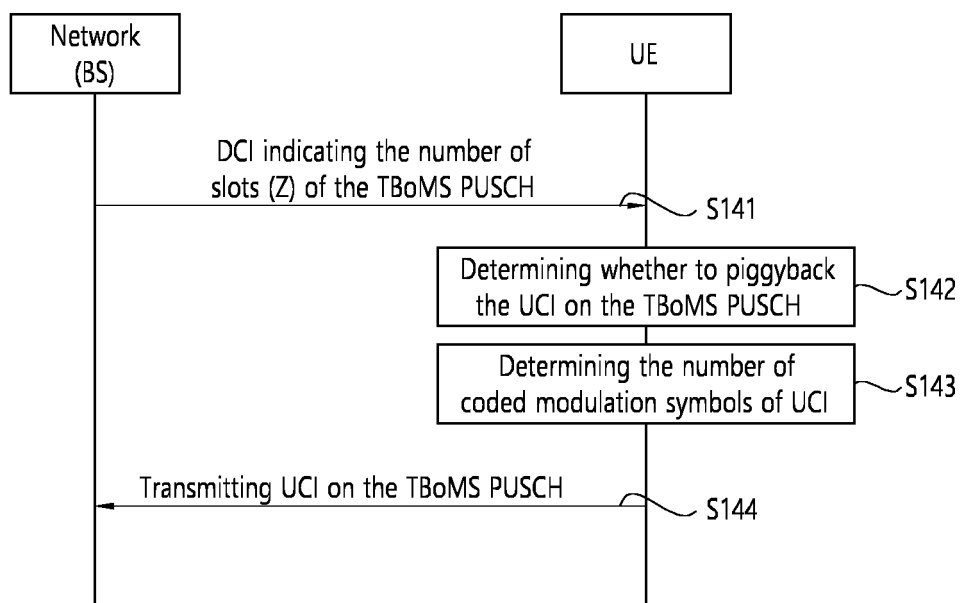 Network
(BS)
UE
DCI indicating the number of
slots (Z) of the TBoMS PUSCH
S141
Determining whether to piggyback
the UCI on the TBoMS PUSCH
S142
Determining the number of
coded modulation symbols of UCI
S143
Transmitting UCI on the TBoMS PUSCH
S144